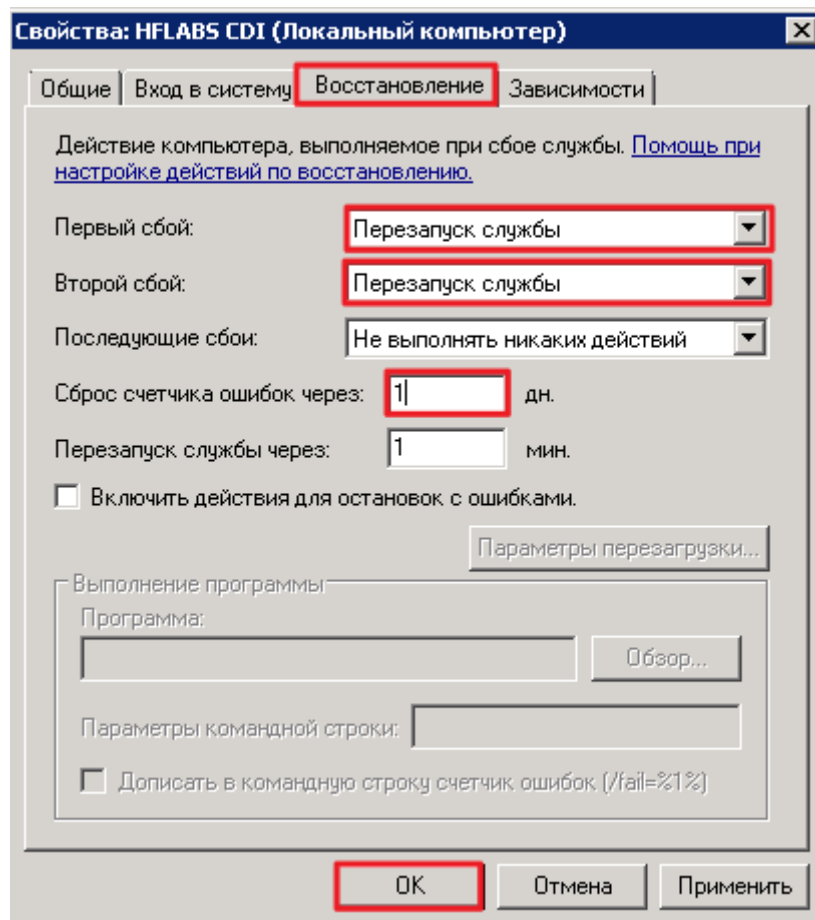 Свойства: HFLABS CDI (Локальный компьютер)
Общие Вход в систему Восстановление Зависимости
Действие компьютера, выполняемое при сбое службы. Помощь при
настройке действий по восстановлению.
Первый сбой: Перезапуск службы
Второй сбой: Перезапуск службы
Последующие сбои: Не выполнять никаких действий
Сброс счетчика ошибок через: 1 дн.
Перезапуск службы через: 1 мин.
Включить действия для остановок с ошибками.
Параметры перезагрузки...
Выполнение программы
Программа:
Обзор...
Параметры командной строки:
Дописать в командную строку счетчик ошибок (/fail=%1%)
OK Отмена Применить